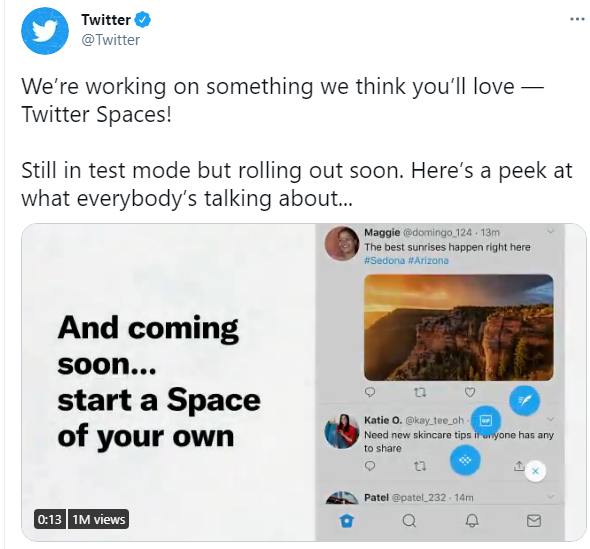 Twitter
@Twitter
We're working on something we think you'll love —
Twitter Spaces!
Still in test mode but rolling out soon. Here's a peek at
what everybody's talking about...
And coming
soon...
start a Space
of your own
0:13 1M views
Maggie @domingo_124 · 13m
The best sunrises happen right here
#Sedona #Arizona
GIF
Katie O. @kay_tee_oh ·
Need new skincare tips if anyone has any
to share
Patel @patel_232 · 14m